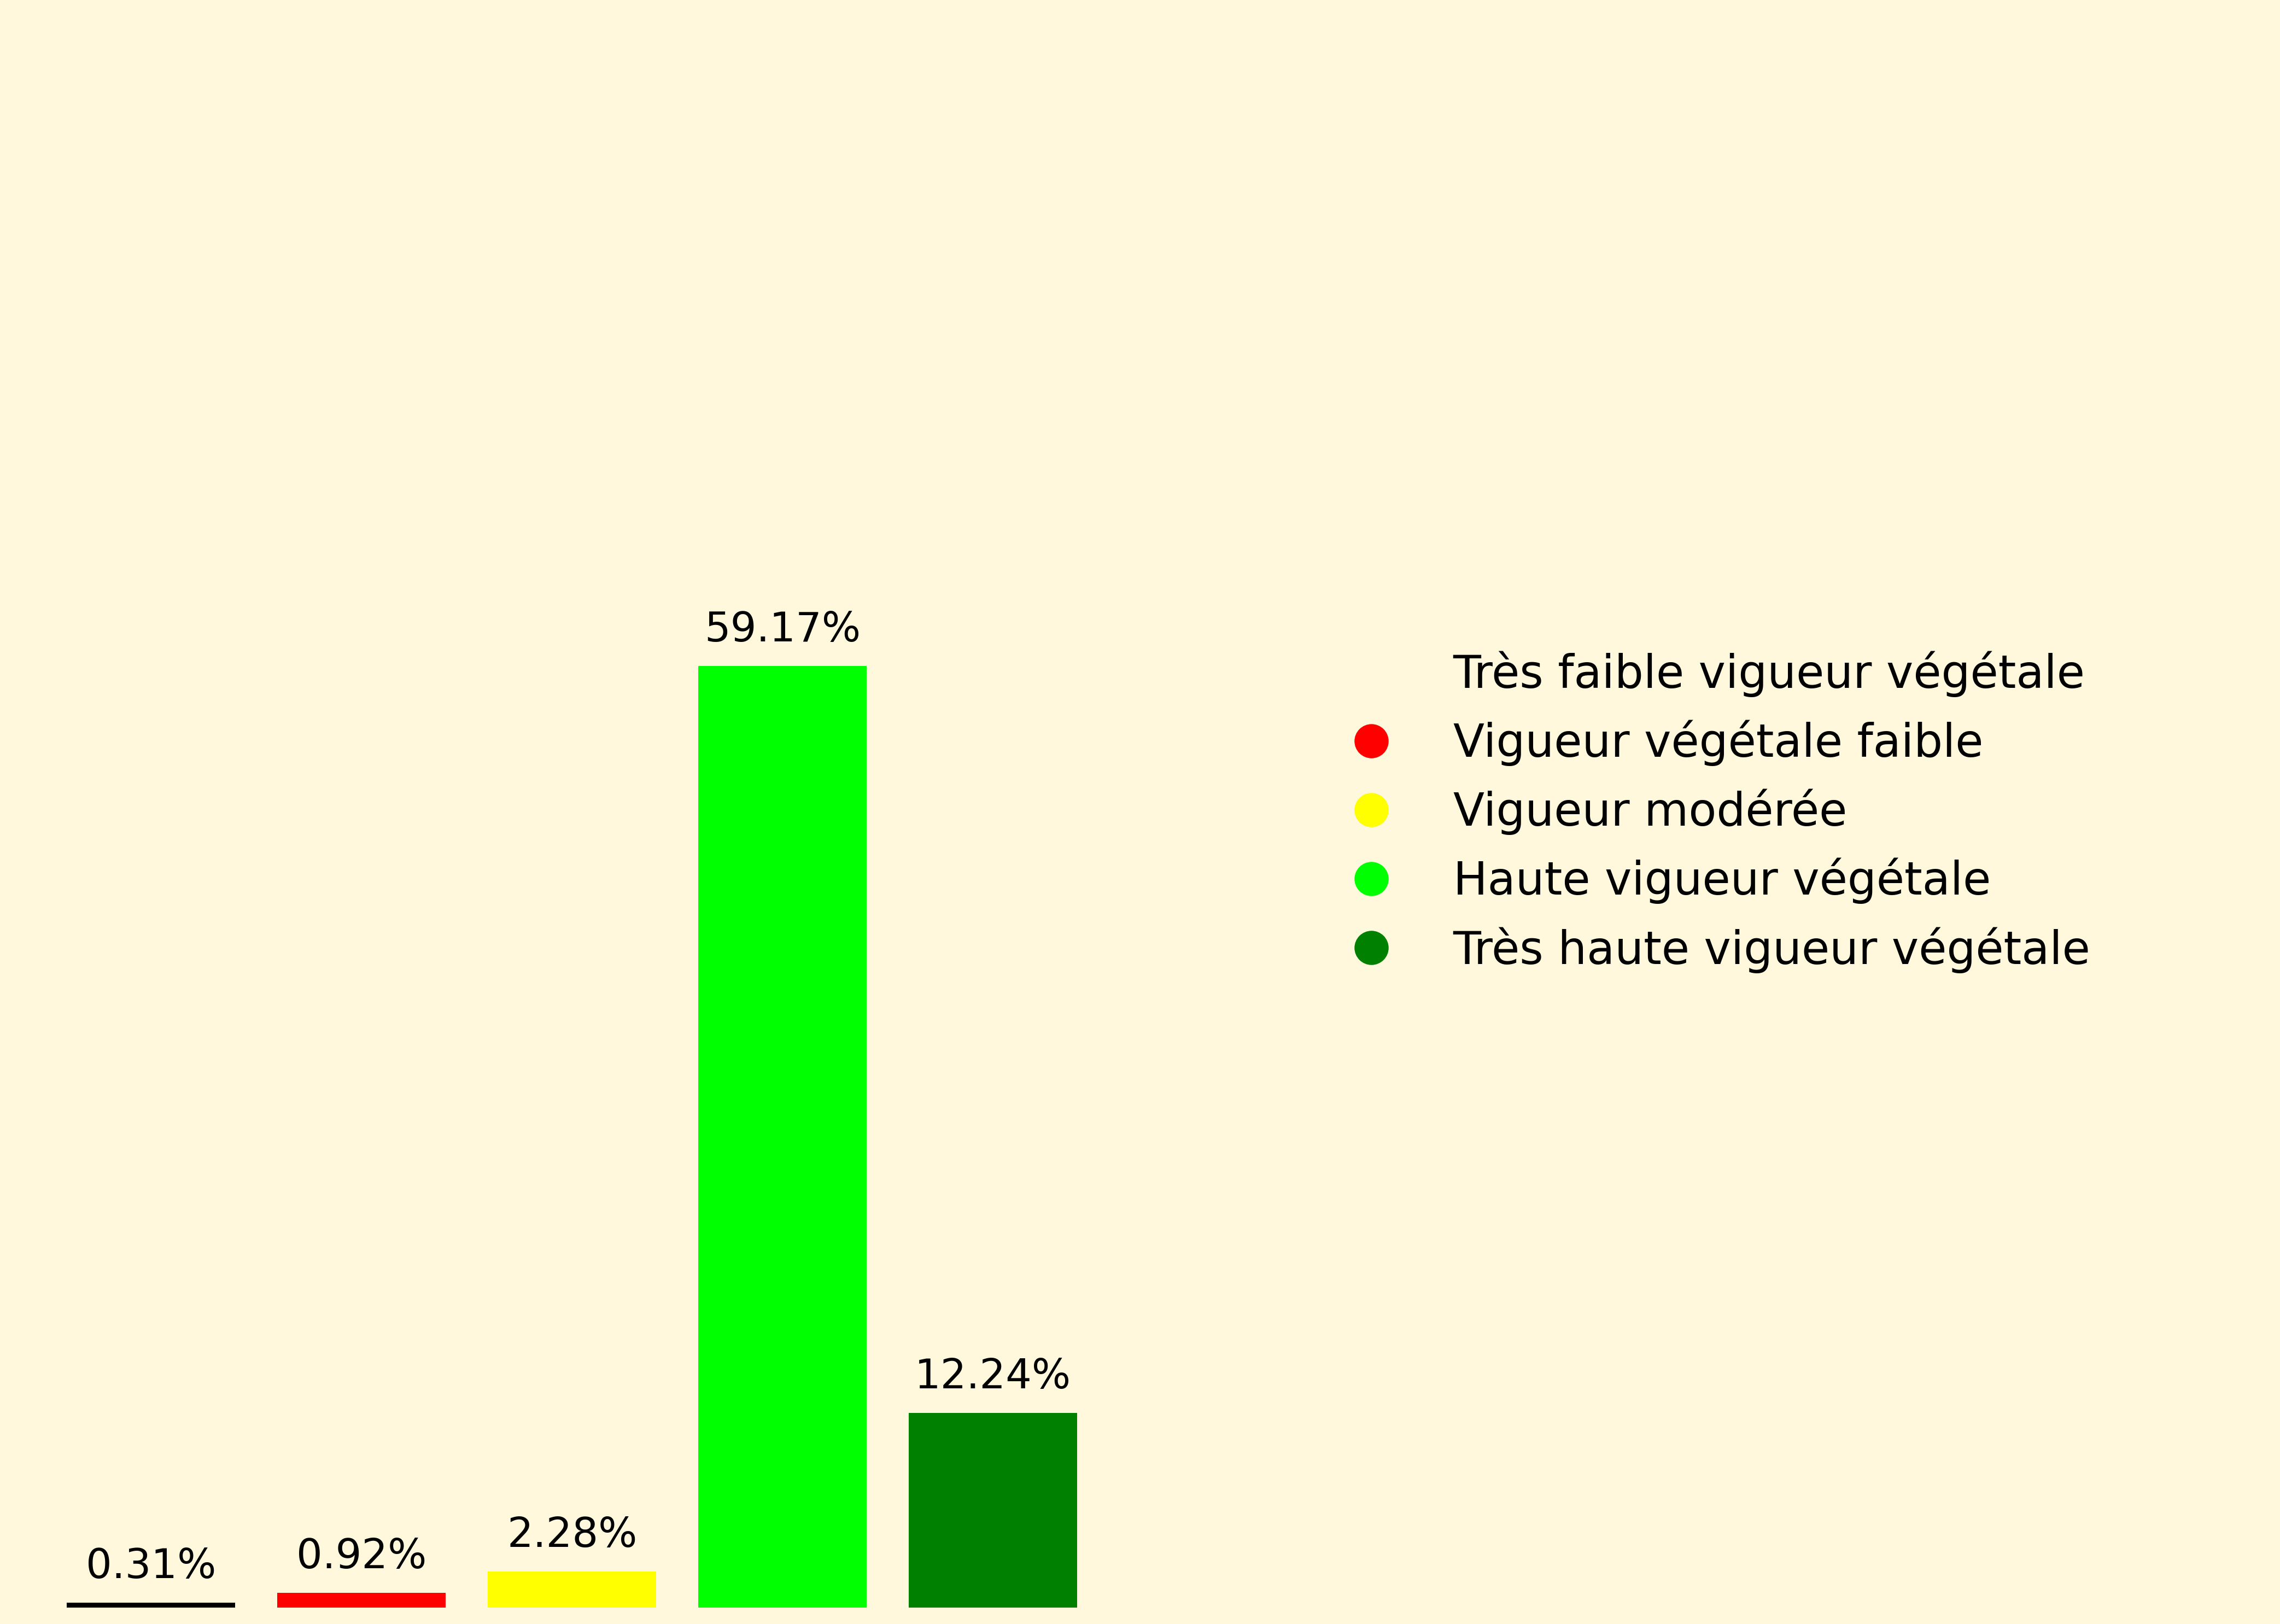 59.17%
12.24%
2.28%
0.92%
0.31%
Très faible vigueur végétale
Vigueur végétale faible
Vigueur modérée
Haute vigueur végétale
Très haute vigueur végétale